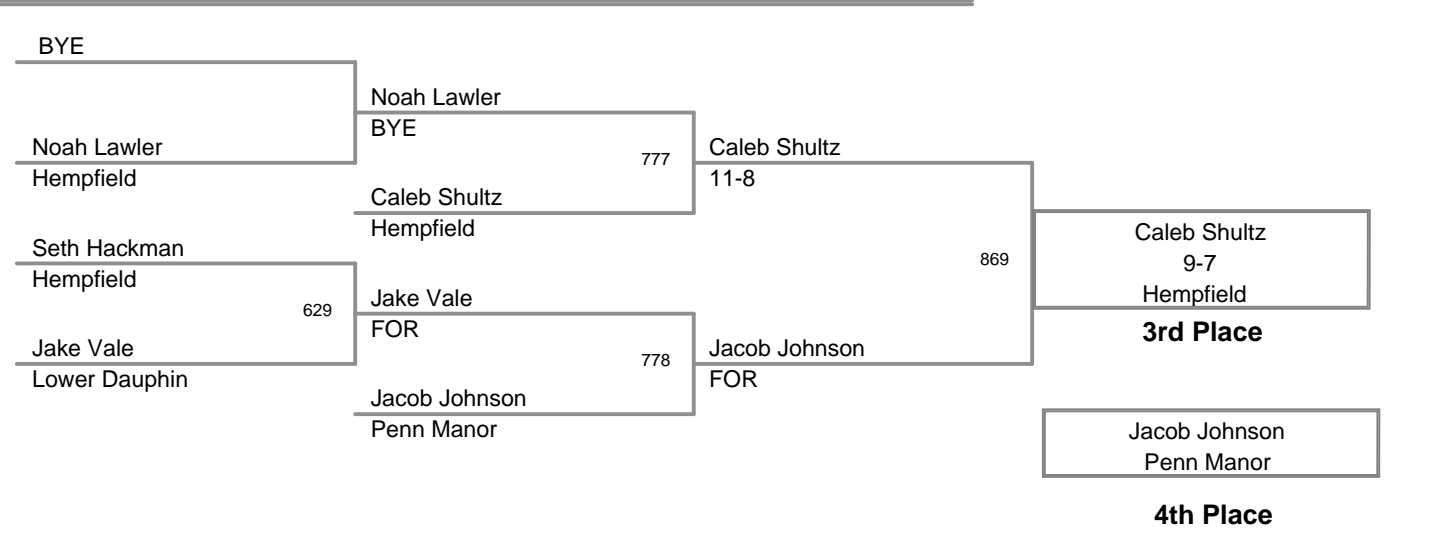 BYE
Noah Lawler
BYE
Noah Lawler
Hempfield
777
Caleb Shultz
11-8
Caleb Shultz
Hempfield
Seth Hackman
Hempfield
869
Caleb Shultz
9-7
Hempfield
3rd Place
629
Jake Vale
FOR
Jake Vale
Lower Dauphin
778
Jacob Johnson
FOR
Jacob Johnson
Penn Manor
Jacob Johnson
Penn Manor
4th Place